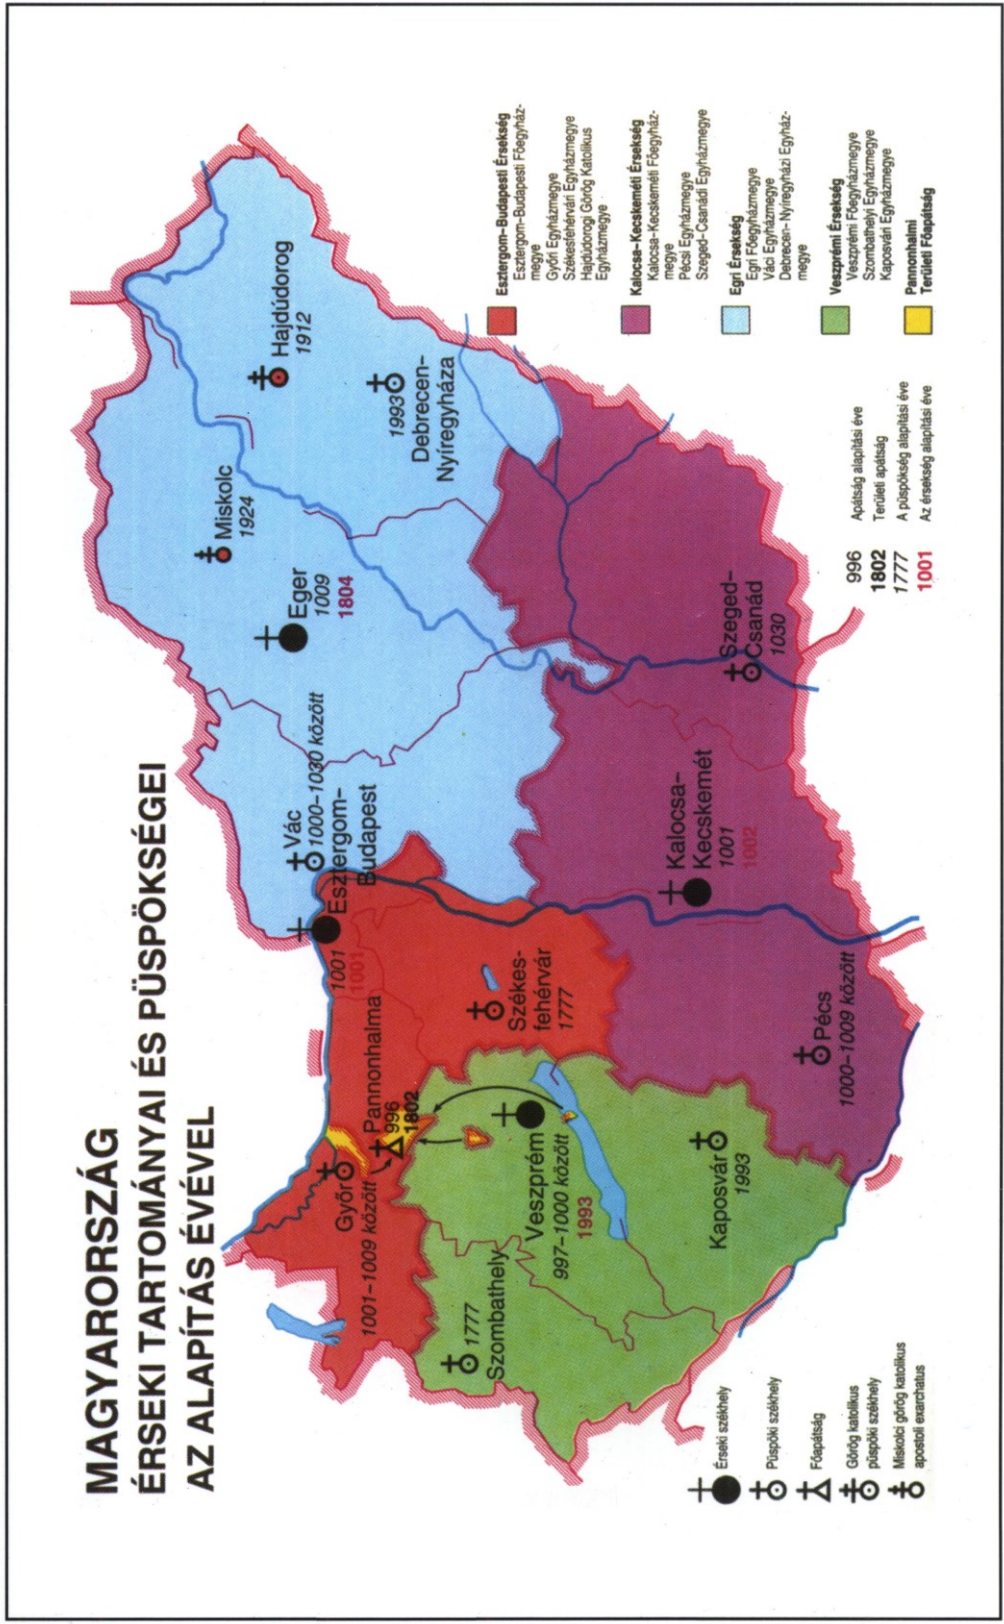 MAGYARORSZÁG
ÉRSEKI TARTOMÁNYAI ÉS PÜSPÖKSÉGEI
AZ ALAPÍTÁS ÉVÉVEL
Miskolc
1924
Hajdúdorog
1912
Eger
1009
1804
1993
Debrecen–
Nyíregyháza
Vác
1000–1030 között
Esztergom–
Budapest
1001
1001
Győr
1001–1009 között
Pannonhalma
996
1802
Székes-
fehérvár
1777
1777
Szombathely
Veszprém
997–1000 között
1993
Kaposvár
1993
Pécs
1000–1009 között
Kalocsa–
Kecskemét
1001
1002
Szeged–
Csanád
1030
Érseki székhely
Püspöki székhely
Főapátság
Görög katolikus
püspöki székhely
Miskolci görög katolikus
apostoli exarchatus
996 Apátság alapítási éve
1802 Területi apátság
1777 A püspökség alapítási éve
1001 Az érsekség alapítási éve
Esztergom–Budapesti Érsekség
Esztergom–Budapesti Főegyház-
megye
Győri Egyházmegye
Székesfehérvári Egyházmegye
Hajdúdorogi Görög Katolikus
Egyházmegye
Kalocsa–Kecskeméti Érsekség
Kalocsa–Kecskeméti Főegyház-
megye
Pécsi Egyházmegye
Szeged–Csanádi Egyházmegye
Egri Érsekség
Egri Főegyházmegye
Váci Egyházmegye
Debrecen–Nyíregyházi Egyház-
megye
Veszprémi Érsekség
Veszprémi Főegyházmegye
Szombathelyi Egyházmegye
Kaposvári Egyházmegye
Pannonhalmi
Területi Főapátság